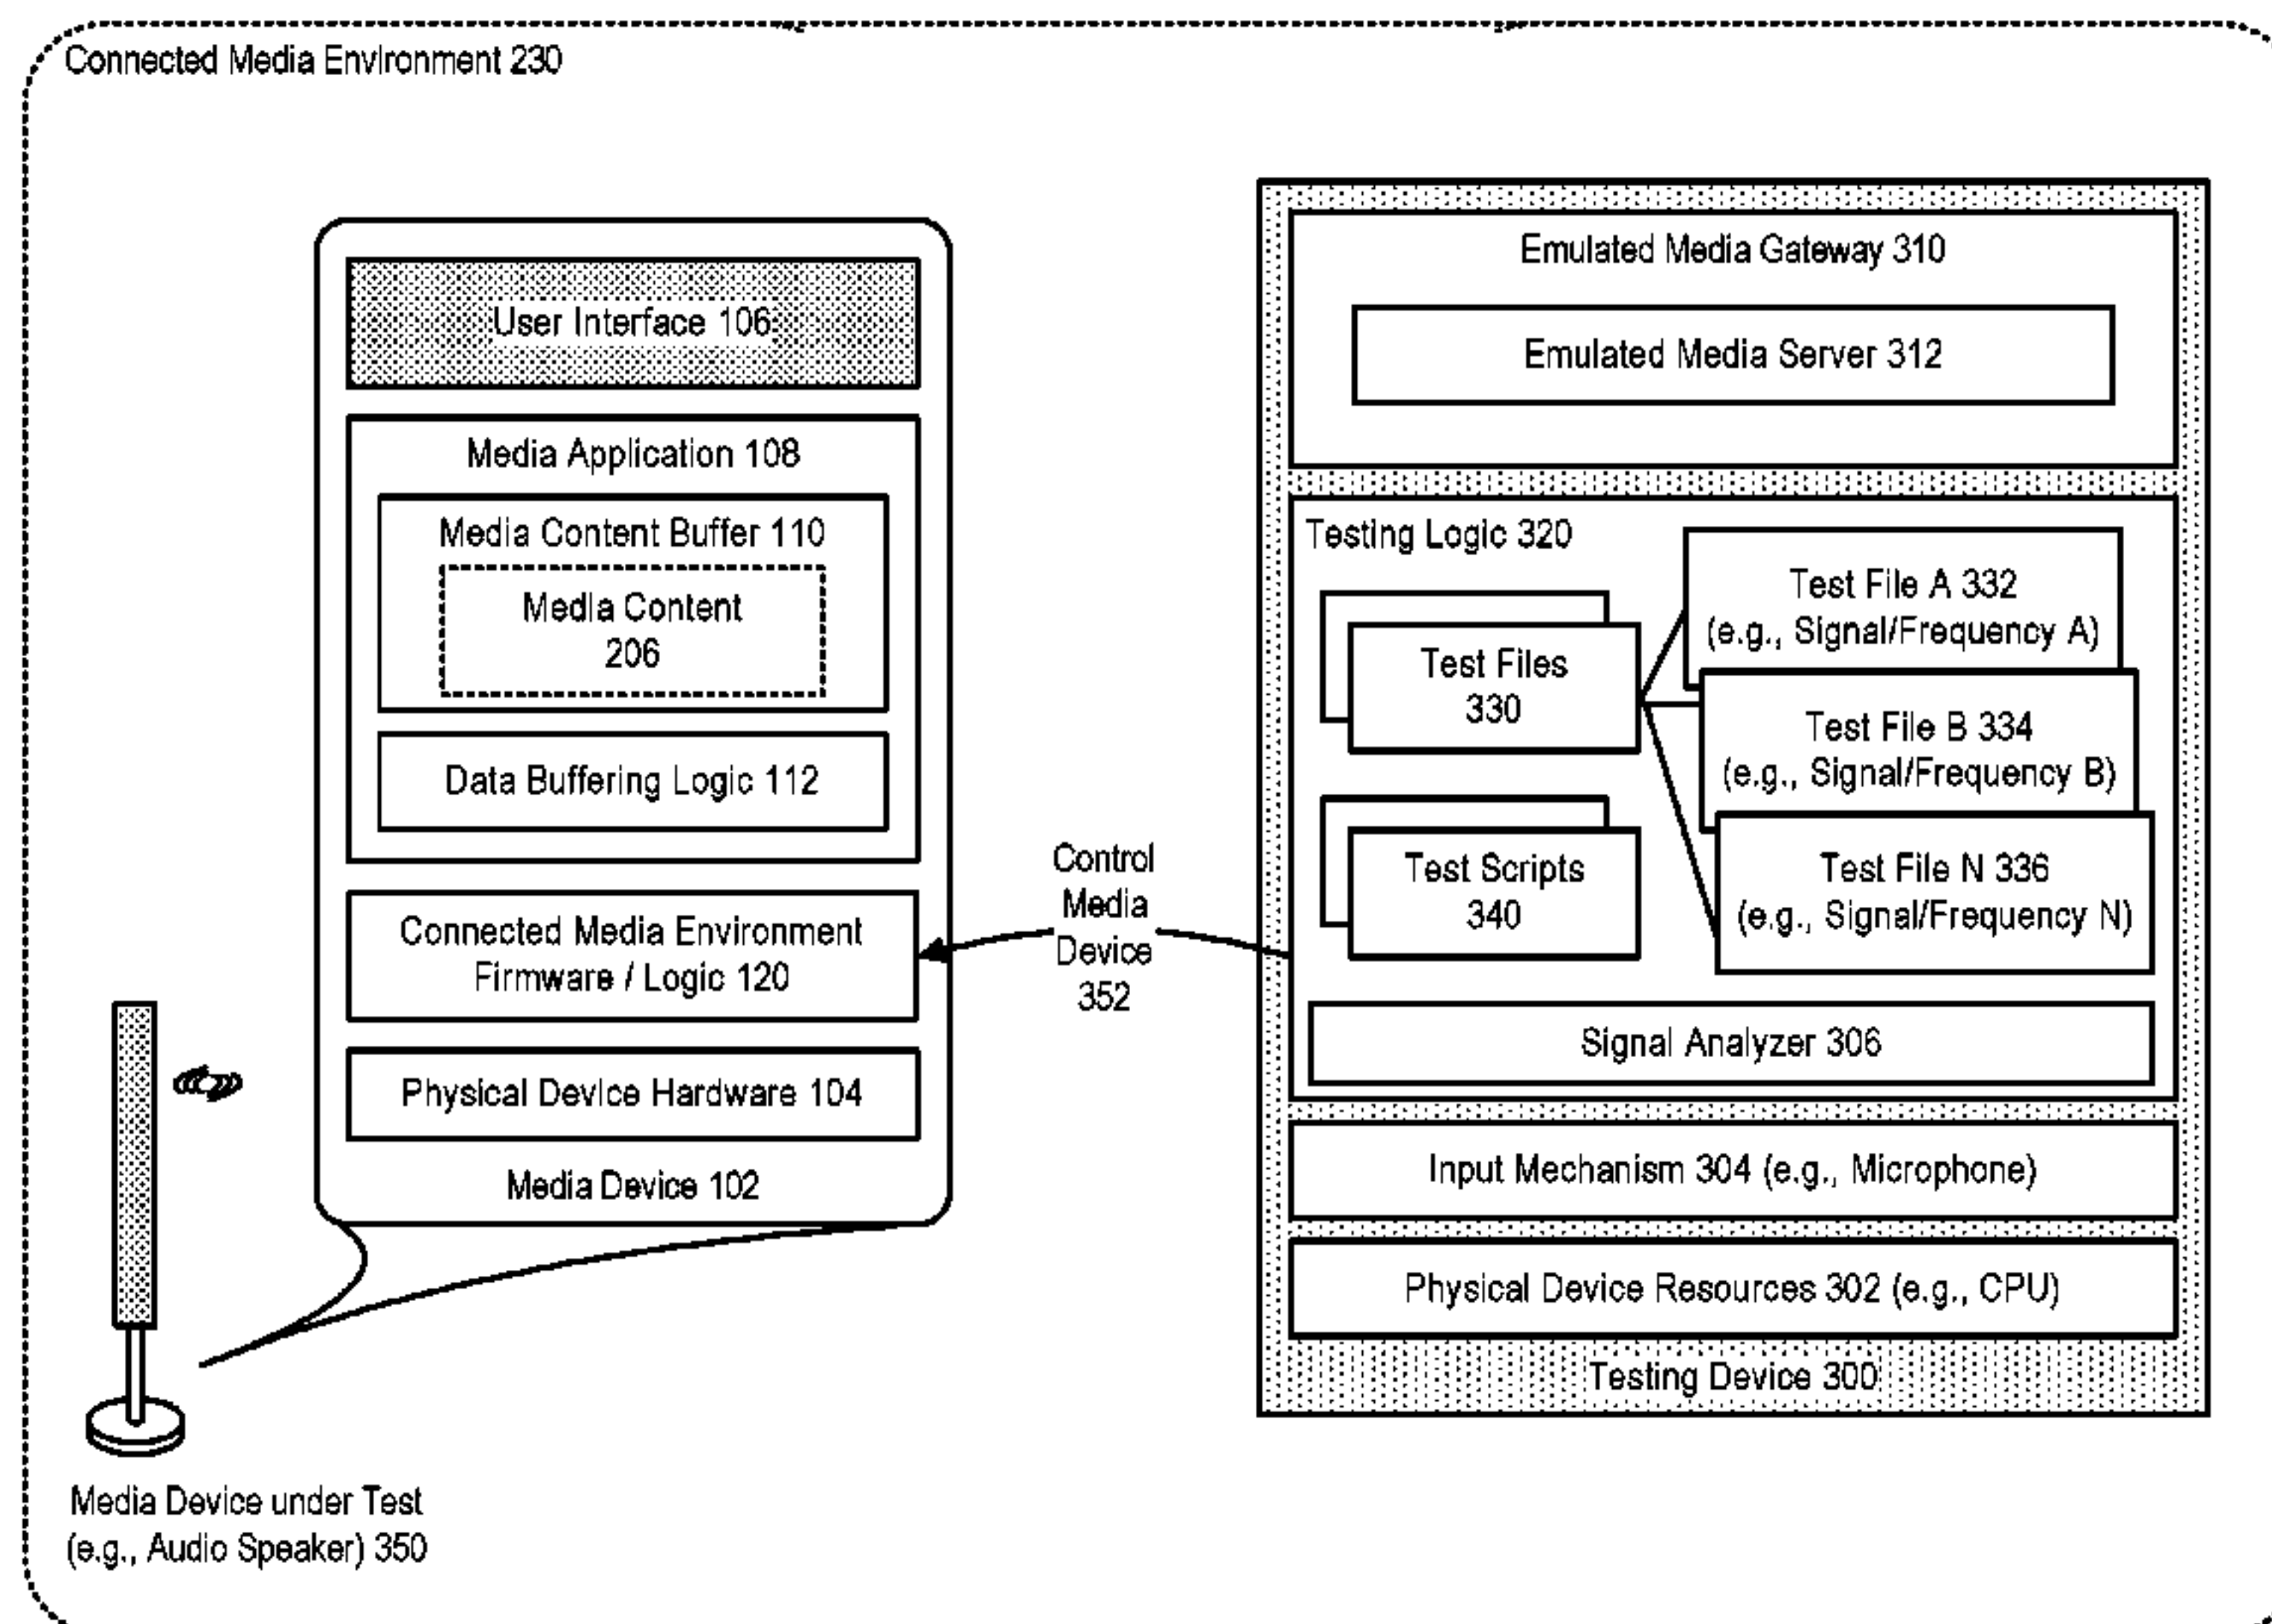 Connected Media Environment 230
User Interface 106
Media Application 108
Media Content Buffer 110
Media Content
206
Data Buffering Logic 112
Connected Media Environment
Firmware / Logic 120
Physical Device Hardware 104
Media Device 102
Media Device under Test
(e.g., Audio Speaker) 350
Control
Media
Device
352
Emulated Media Gateway 310
Emulated Media Server 312
Testing Logic 320
Test Files
330
Test File A 332
(e.g., Signal/Frequency A)
Test File B 334
(e.g., Signal/Frequency B)
Test File N 336
(e.g., Signal/Frequency N)
Test Scripts
340
Signal Analyzer 306
Input Mechanism 304 (e.g., Microphone)
Physical Device Resources 302 (e.g., CPU)
Testing Device 300